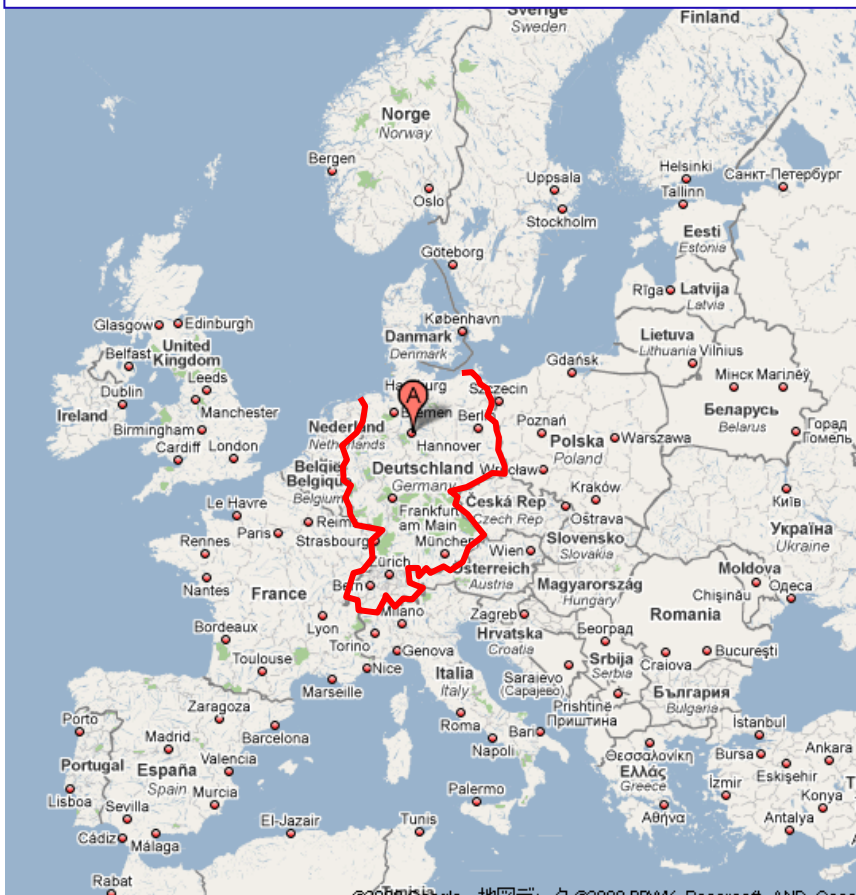 Sverige
Sweden
Finland
Norge
Norway
Bergen
Oslo
Uppsala
Stockholm
Helsinki
Tallinn
Санкт-Петербург
Eesti
Estonia
Göteborg
Rīga
Latvija
Latvia
Glasgow
Edinburgh
København
Danmark
Denmark
Lietuva
Lithuania
Vilnius
United
Kingdom
Belfast
Leeds
Gdańsk
Мінск
Магілёў
Dublin
Manchester
Ireland
Birmingham
Cardiff
London
Hamburg
Szczecin
A
Bremen
Berlin
Беларусь
Belarus
Горад
Гомель
Nederland
Netherlands
Hannover
Poznań
Polska
Poland
Warszawa
België
Belgique
Belgium
Deutschland
Germany
Wrocław
Kraków
Київ
Le Havre
Reims
Frankfurt
am Main
Česká Rep
Czech Rep
Ostrava
Україна
Ukraine
Paris
Rennes
Strasbourg
München
Wien
Slovensko
Slovakia
Zürich
Österreich
Austria
Magyarország
Hungary
Moldova
Chişinău
Одеса
Nantes
France
Bern
Lyon
Milano
Zagreb
Hrvatska
Croatia
Београд
Romania
Bordeaux
Torino
Genova
Toulouse
Nice
Marseille
Italia
Italy
Sarajevo
(Сарајево)
Srbija
Serbia
Craiova
Bucureşti
България
Bulgaria
Prishtinë
Приштина
Porto
Zaragoza
Barcelona
Madrid
Roma
Bari
Napoli
İstanbul
Θεσσαλονίκη
Bursa
Ankara
Eskişehir
Portugal
España
Spain
Valencia
Murcia
Lisboa
Sevilla
Palermo
Ελλάς
Greece
İzmir
Konya
Cádiz
Málaga
El-Jazair
Tunis
Αθήνα
Antalya
Rabat